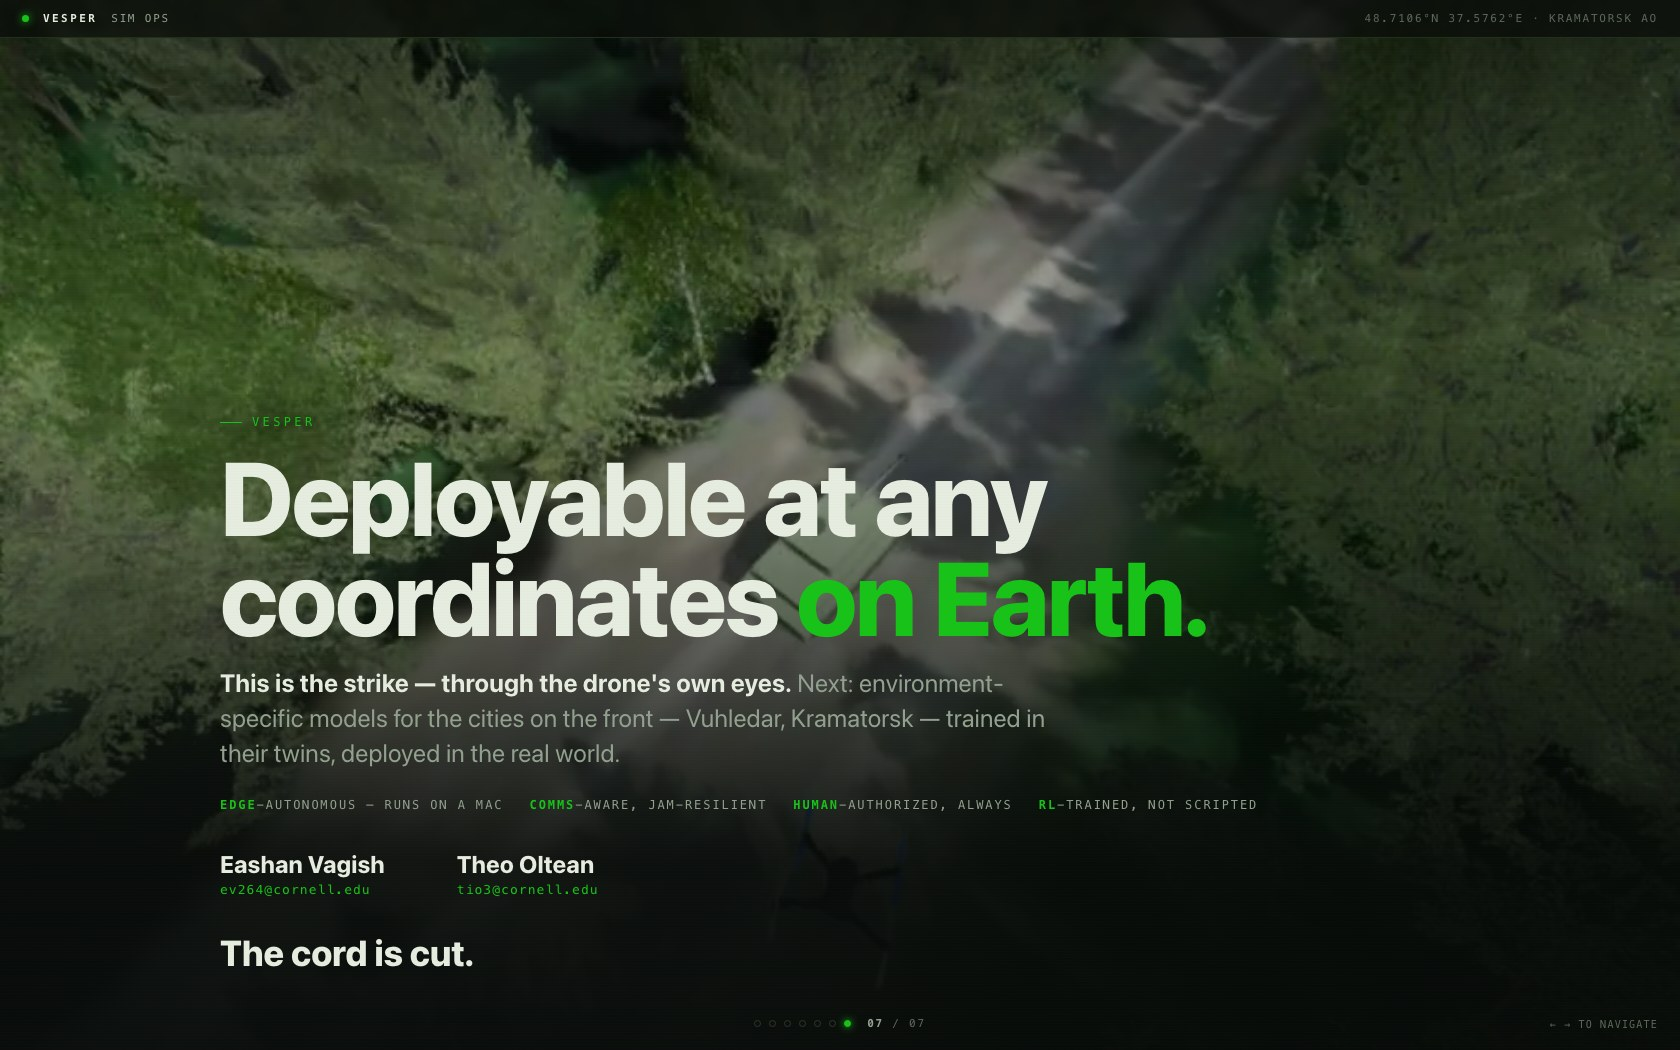 VESPER SIM OPS
48.7106°N 37.5762°E · KRAMATORSK AO
VESPER
Deployable at any
coordinates on Earth.
This is the strike — through the drone's own eyes. Next: environment-
specific models for the cities on the front — Vuhledar, Kramatorsk — trained in
their twins, deployed in the real world.
EDGE-AUTONOMOUS — RUNS ON A MAC COMMS-AWARE, JAM-RESILIENT HUMAN-AUTHORIZED, ALWAYS RL-TRAINED, NOT SCRIPTED
Eashan Vagish Theo Oltean
ev264@cornell.edu tio3@cornell.edu
The cord is cut.
07 / 07
← → TO NAVIGATE